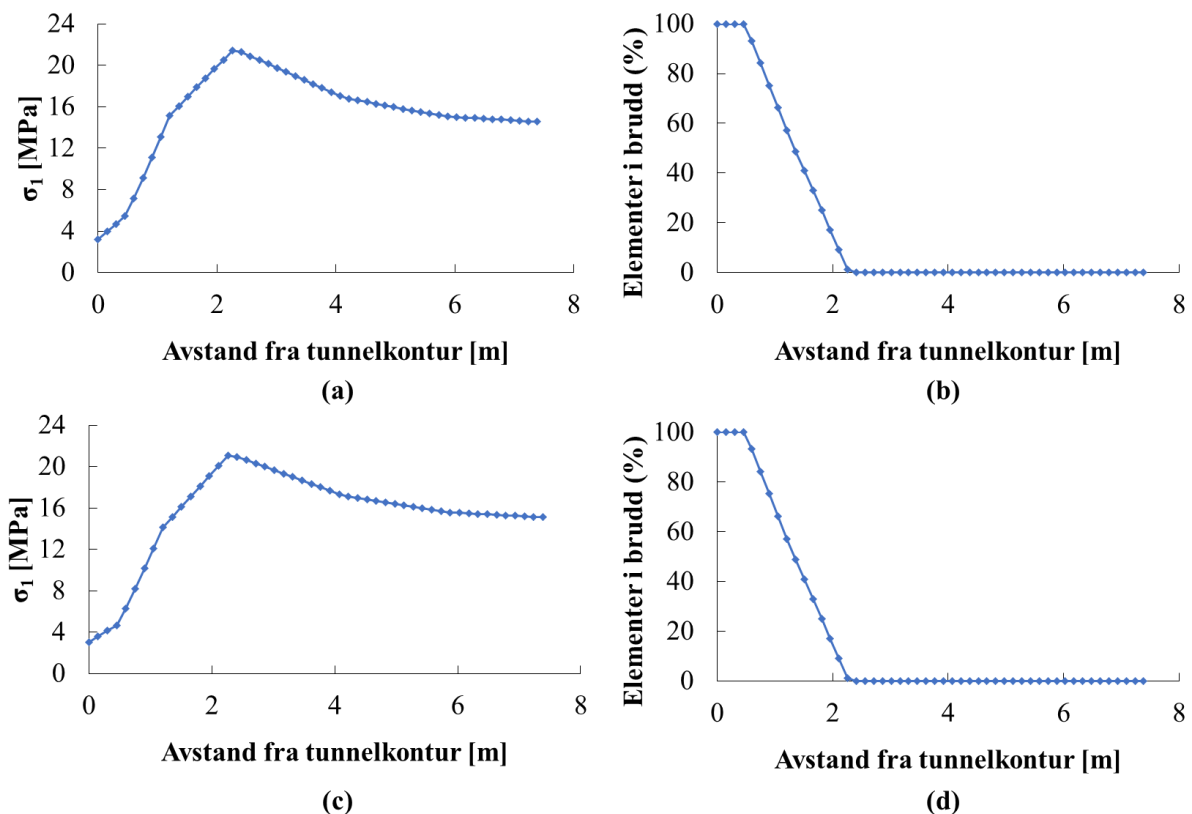 24
20
16
12
8
4
0
σ₁ [MPa]
0 2 4 6 8
Avstand fra tunnelkontur [m]
(a)
100
80
60
40
20
0
Elementer i brudd (%)
0 2 4 6 8
Avstand fra tunnelkontur [m]
(b)
24
20
16
12
8
4
0
σ₁ [MPa]
0 2 4 6 8
Avstand fra tunnelkontur [m]
(c)
100
80
60
40
20
0
Elementer i brudd (%)
0 2 4 6 8
Avstand fra tunnelkontur [m]
(d)